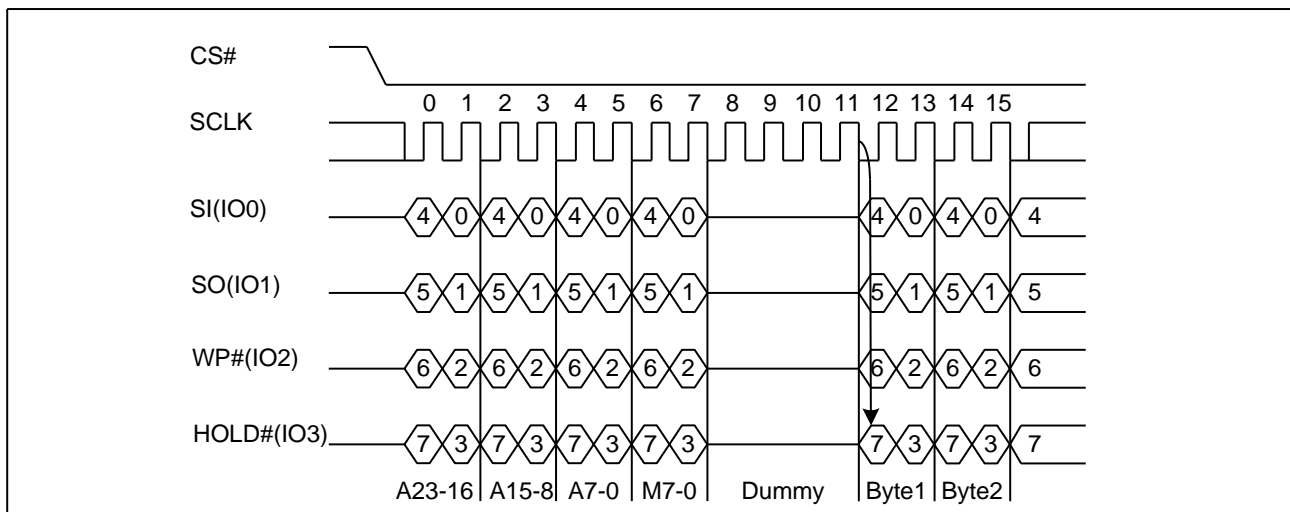 CS#
0 1 2 3 4 5 6 7 8 9 10 11 12 13 14 15
SCLK
SI(IO0) 4 0 4 0 4 0 4 0 4 0 4 0 4
SO(IO1) 5 1 5 1 5 1 5 1 5 1 5 1 5
WP#(IO2) 6 2 6 2 6 2 6 2 6 2 6 2 6
HOLD#(IO3) 7 3 7 3 7 3 7 3 7 3 7 3 7
A23-16 A15-8 A7-0 M7-0 Dummy Byte1 Byte2